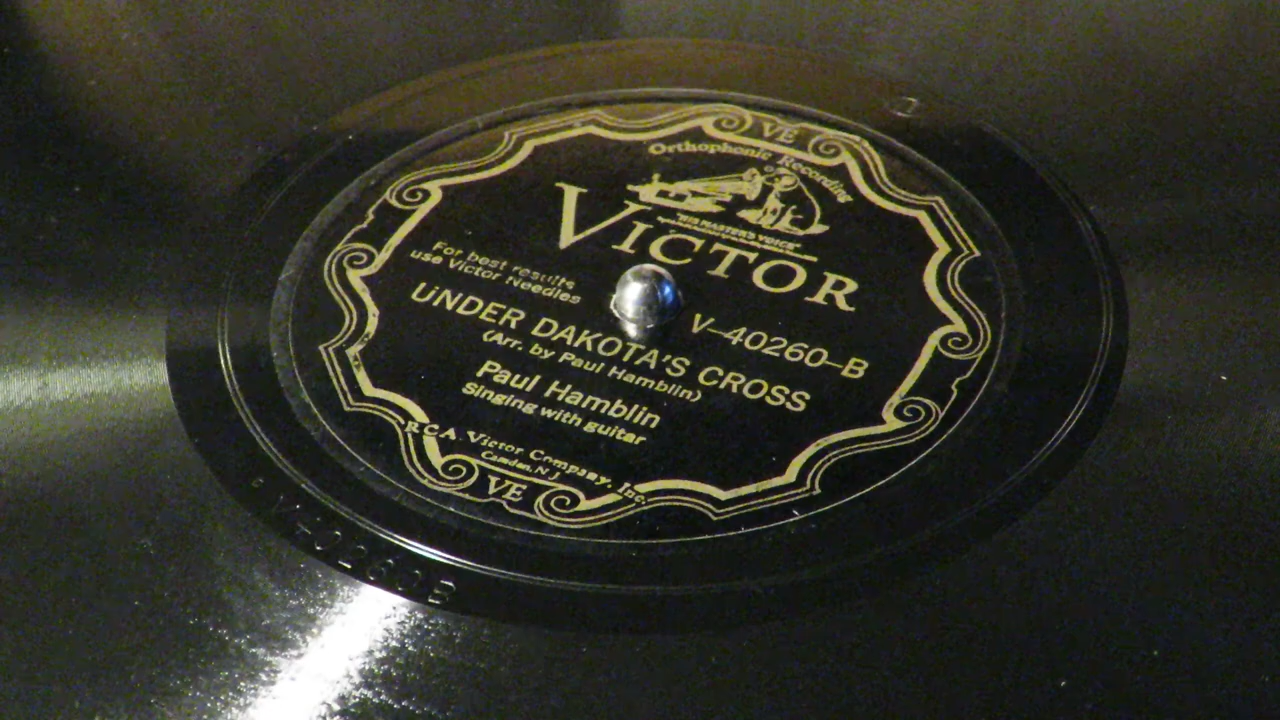 VE
Orthophonic Recording
"HIS MASTER'S VOICE"
VICTOR
For best results
use Victor Needles
V-40260-B
UNDER DAKOTA'S CROSS
(Arr. by Paul Hamblin)
Paul Hamblin
Singing with guitar
RCA Victor Company, Inc.
Camden, N.J.
VE